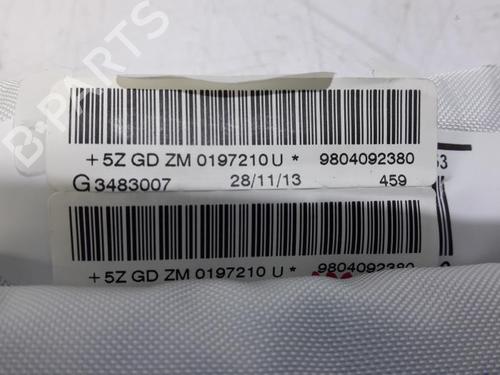 B-PARTS
+5Z GD ZM 0197210 U * 9804092380
G 3483007 28/11/13 459
+5Z GD ZM 0197210 U * 9804092380